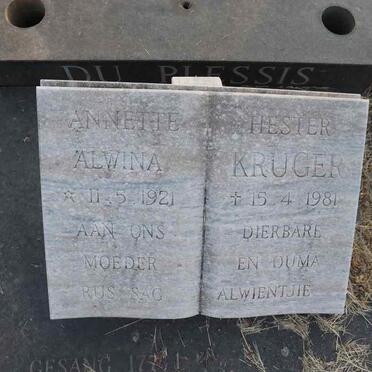 DU PLESSIS
ANNETTE HESTER
ALWINA KRUGER
* 11-5-1921 † 15-4-1981
AAN ONS DIERBARE
MOEDER EN OUMA
RUS SAG ALWIENTJIE
GESANG